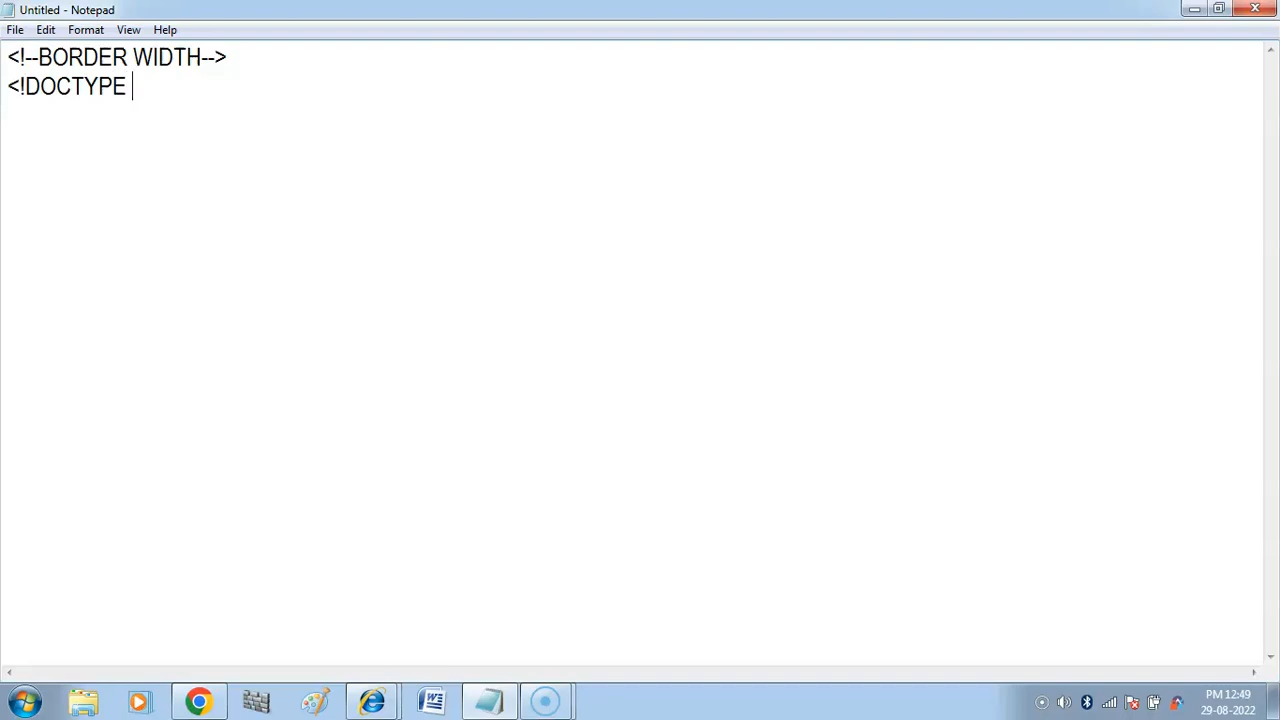 Untitled - Notepad
File Edit Format View Help
<!--BORDER WIDTH-->
<!DOCTYPE
PM 12:49
29-08-2022